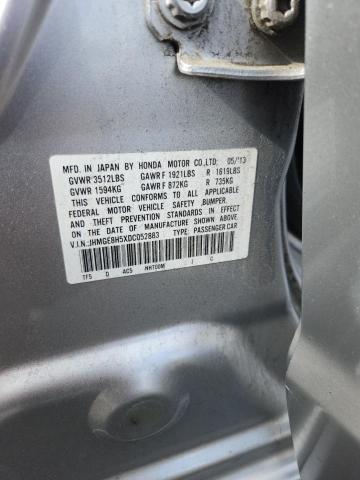 MFD. IN JAPAN BY HONDA MOTOR CO.,LTD. 05/13
GVWR 3512LBS GAWR F 1921LBS R 1619LBS
GVWR 1594KG GAWR F 872KG R 735KG
THIS VEHICLE CONFORMS TO ALL APPLICABLE
FEDERAL MOTOR VEHICLE SAFETY, BUMPER,
AND THEFT PREVENTION STANDARDS IN EFFECT
ON THE DATE OF MANUFACTURE SHOWN ABOVE.
V.I.N.:JHMGE8H5XDC052883 TYPE: PASSENGER CAR
TF5 D AC5 NH700M I C